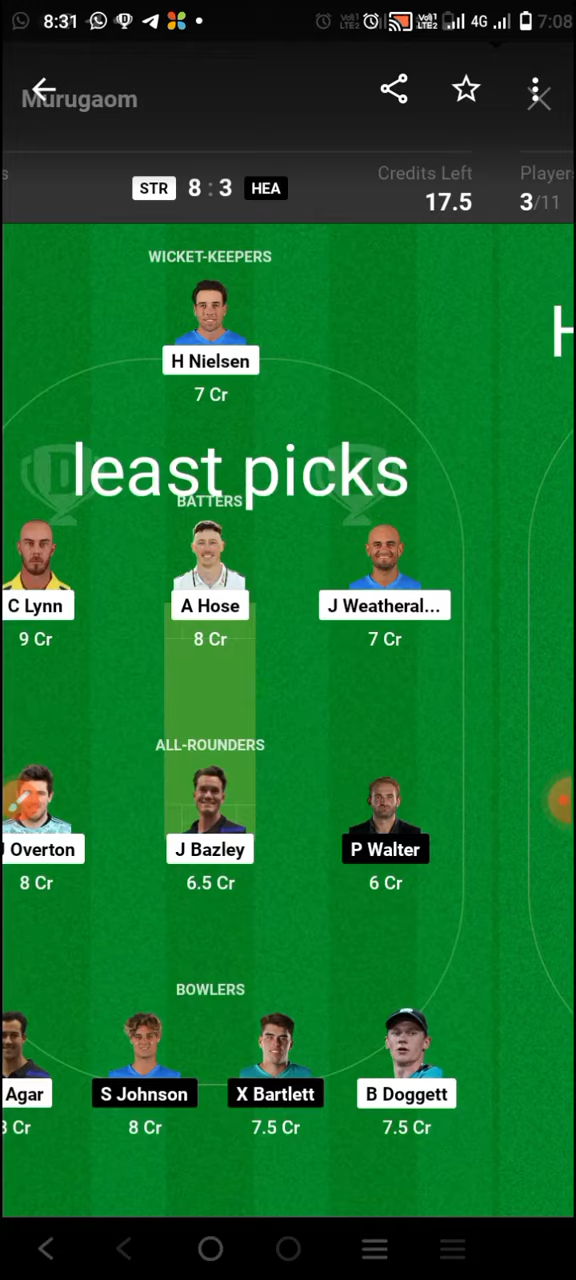 8:31
4G
7:08
Murugaom
Credits Left
Player
STR 8 : 3 HEA
17.5
3/11
WICKET-KEEPERS
H Nielsen
7 Cr
least picks
BATTERS
C Lynn
A Hose
J Weatheral...
9 Cr
8 Cr
7 Cr
ALL-ROUNDERS
J Overton
J Bazley
P Walter
8 Cr
6.5 Cr
6 Cr
BOWLERS
Agar
S Johnson
X Bartlett
B Doggett
8 Cr
8 Cr
7.5 Cr
7.5 Cr